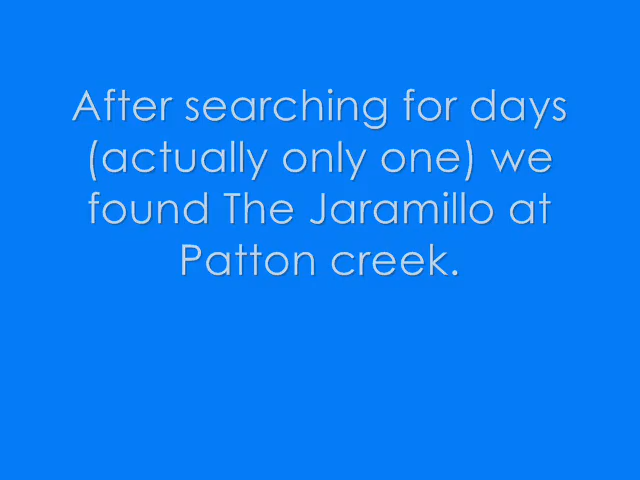 After searching for days
(actually only one) we
found The Jaramillo at
Patton creek.